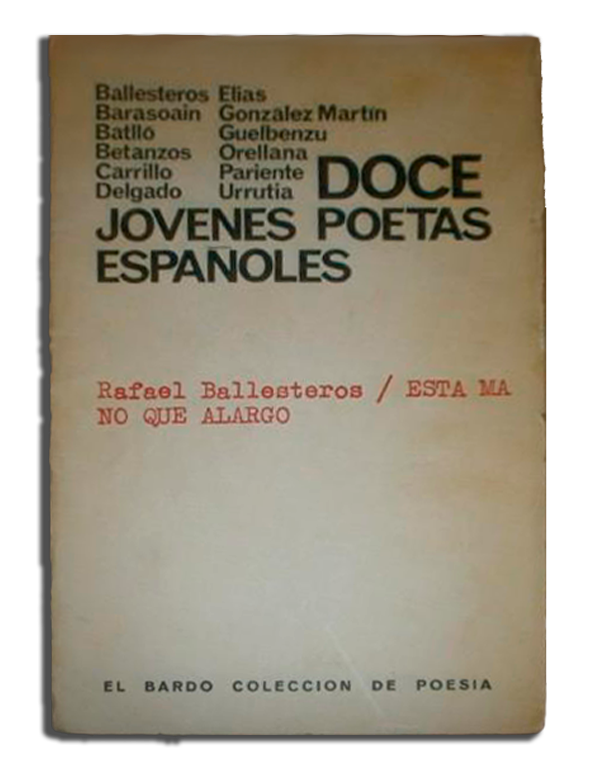 Ballesteros Elias
Barasoain González Martín
Batlló Guelbenzu
Betanzos Orellana
Carrillo Pariente
Delgado Urrutia DOCE
JOVENES POETAS
ESPAÑOLES
Rafael Ballesteros / ESTA MA
NO QUE ALARGO
EL BARDO COLECCION DE POESIA